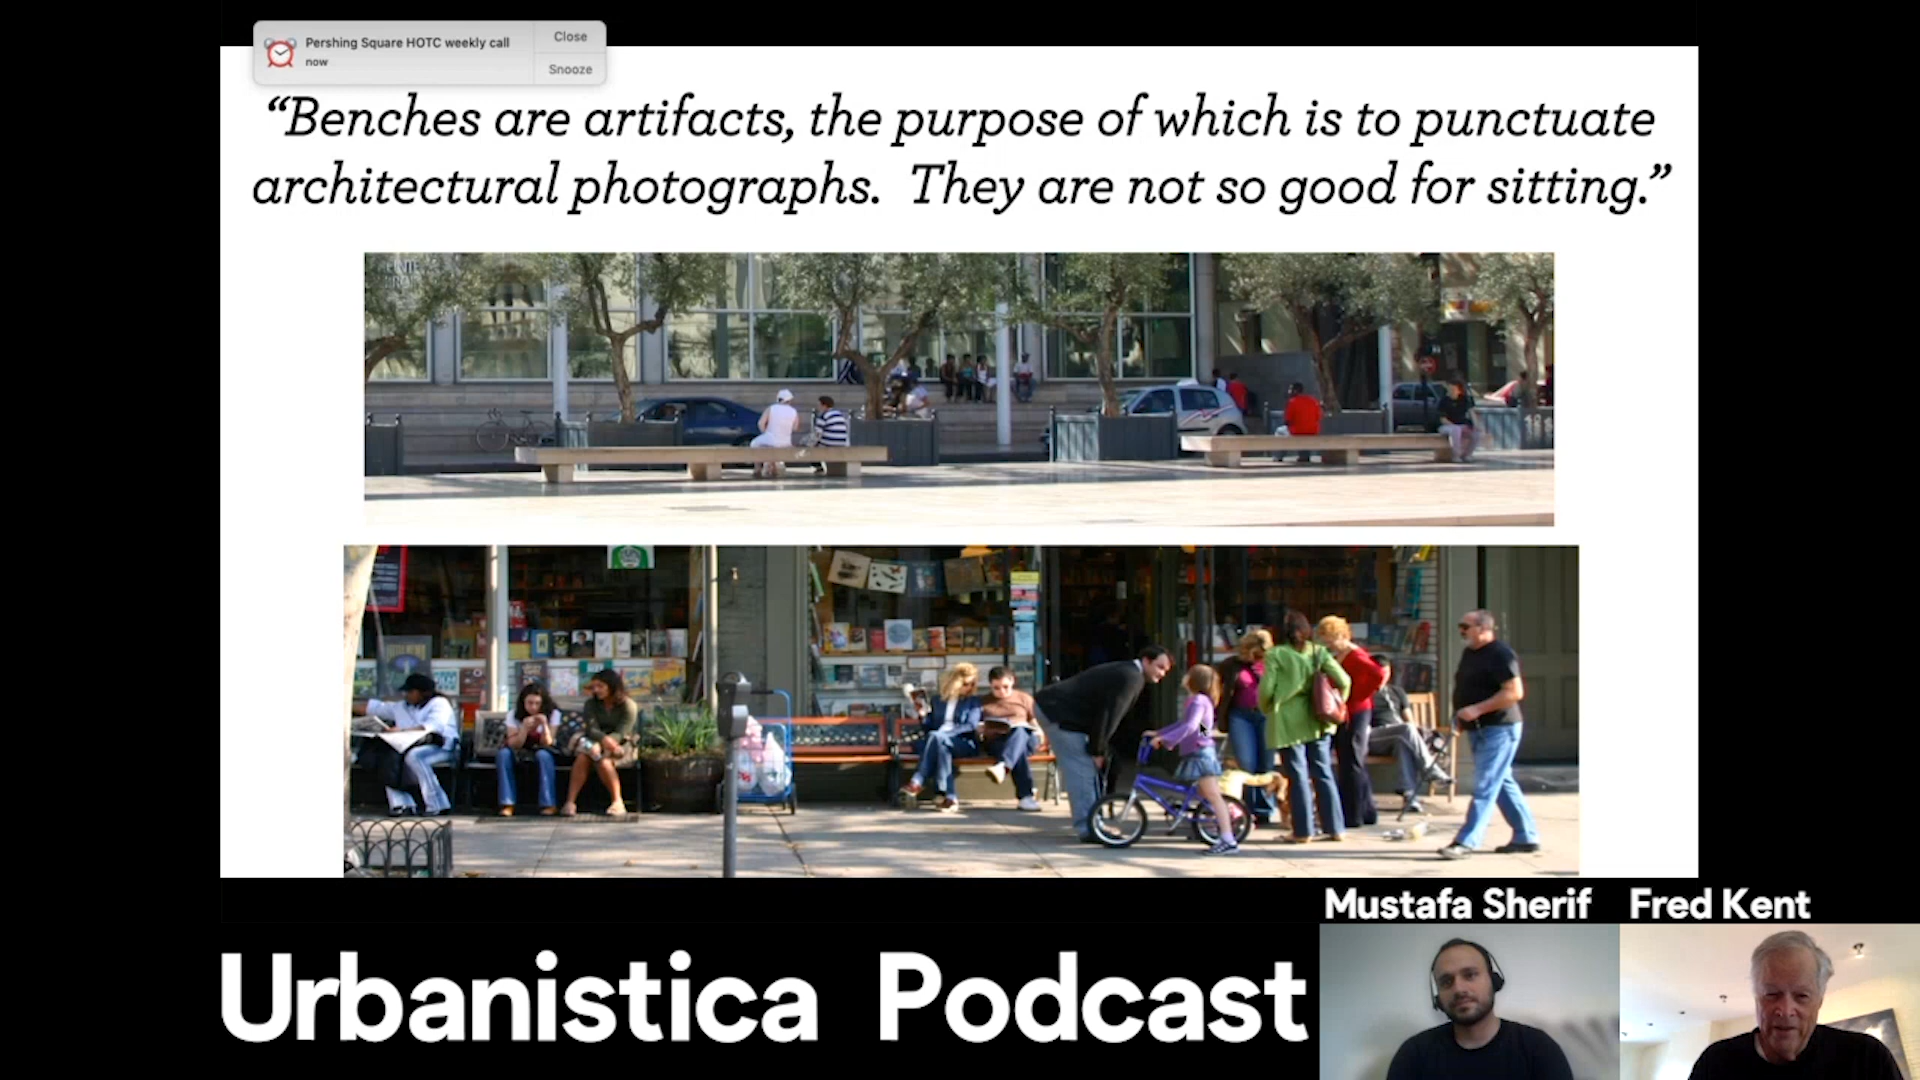 Pershing Square HOTC weekly call
now
Close
Snooze
“Benches are artifacts, the purpose of which is to punctuate
architectural photographs. They are not so good for sitting.”
Mustafa Sherif
Fred Kent
Urbanistica Podcast